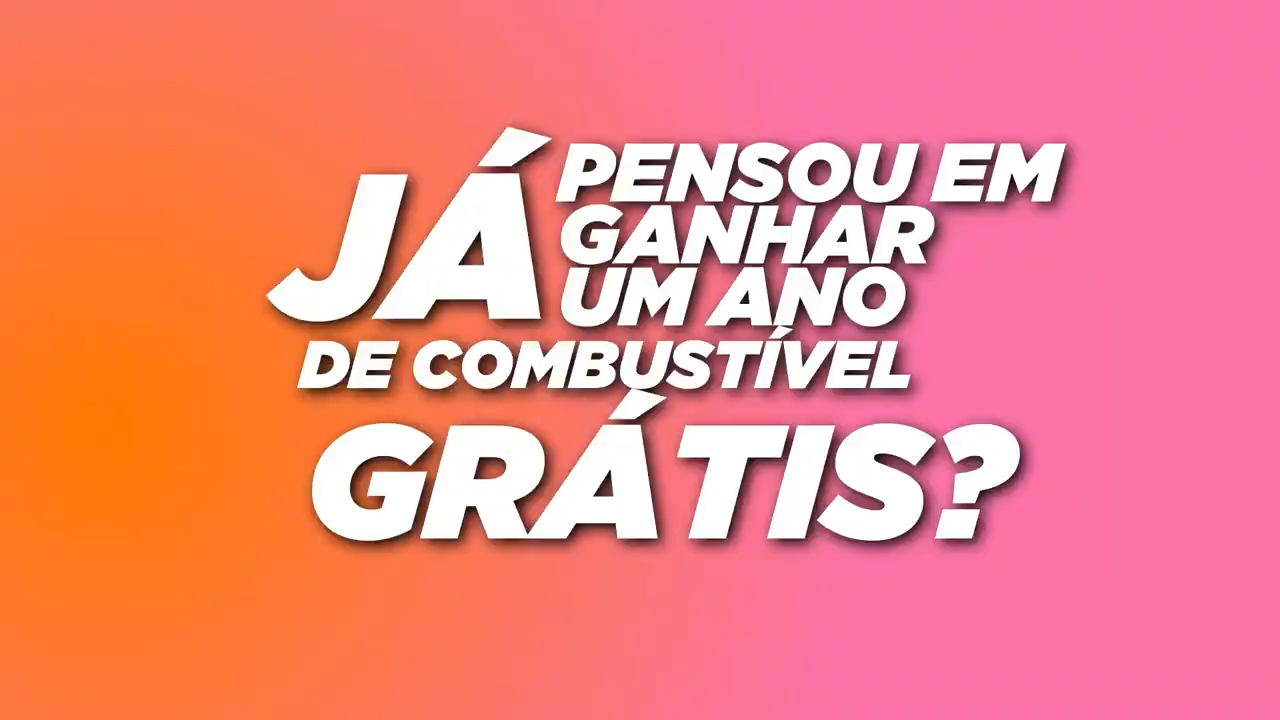 JÁ PENSOU EM
GANHAR
UM ANO
DE COMBUSTÍVEL
GRÁTIS?